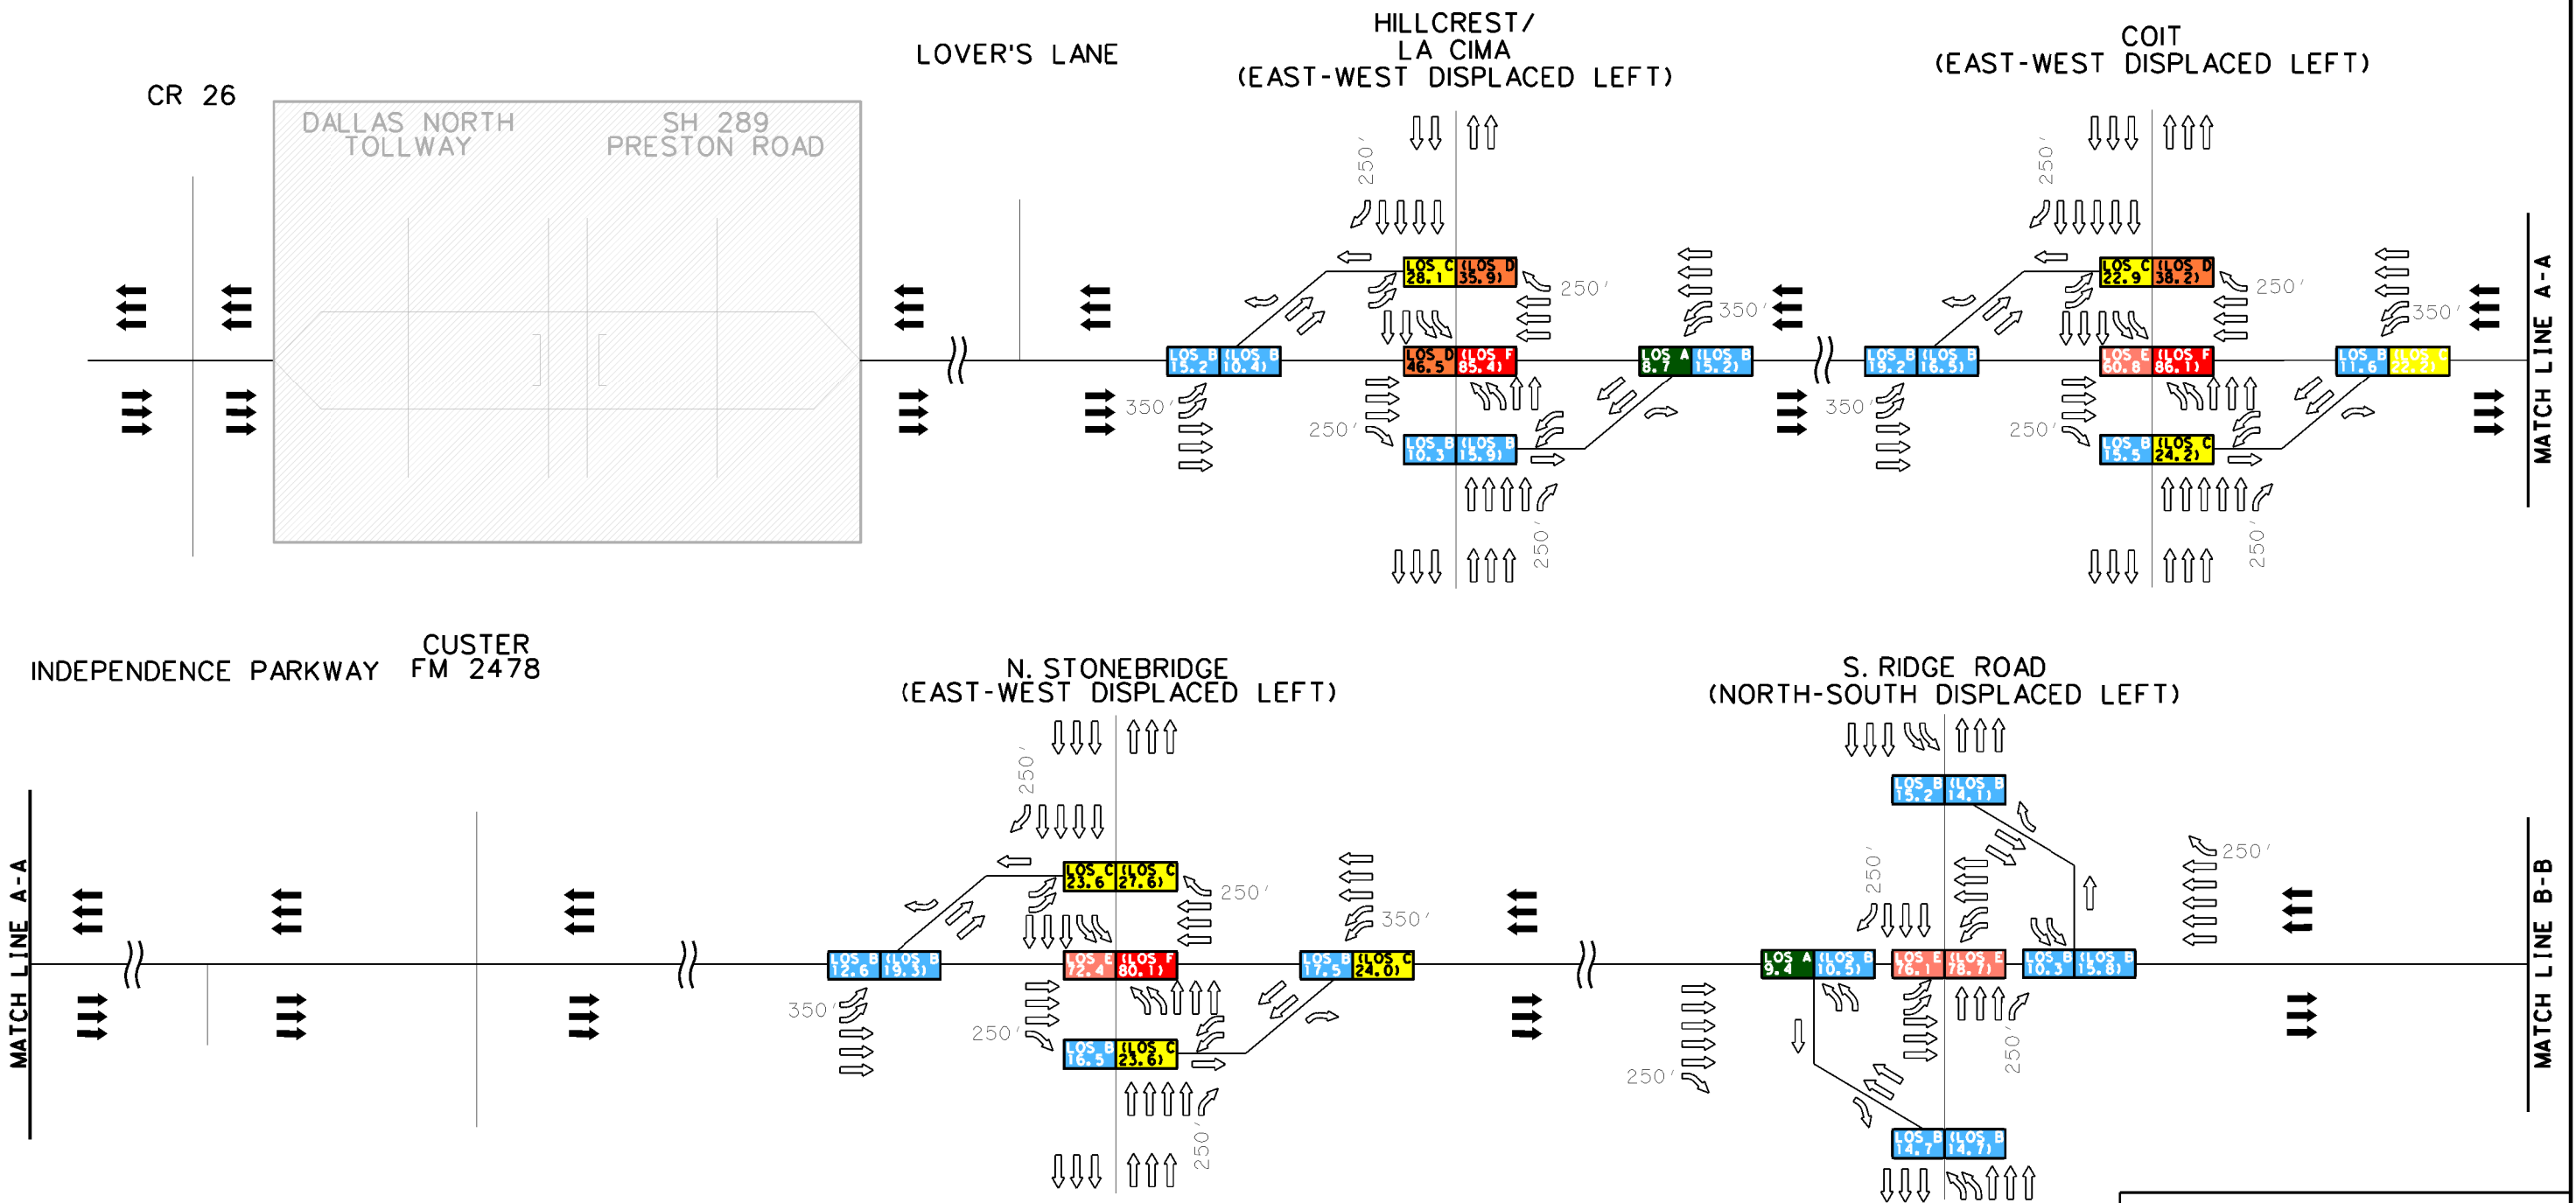 CR 26
DALLAS NORTH
TOLLWAY
SH 289
PRESTON ROAD
LOVER'S LANE
HILLCREST/
LA CIMA
(EAST-WEST DISPLACED LEFT)
250'
LOS C
28.1
(LOS D
35.9)
250'
350'
LOS B
15.2
(LOS B
10.4)
LOS D
46.5
(LOS F
85.4)
LOS A
8.7
(LOS B
15.2)
350'
250'
LOS B
10.3
(LOS B
15.9)
250'
COIT
(EAST-WEST DISPLACED LEFT)
250'
LOS C
22.9
(LOS D
38.2)
250'
350'
LOS B
19.2
(LOS B
16.5)
LOS E
60.8
(LOS F
86.1)
LOS B
11.6
(LOS C
22.2)
350'
250'
LOS B
15.5
(LOS C
24.2)
250'
MATCH LINE A-A
MATCH LINE A-A
INDEPENDENCE PARKWAY
CUSTER
FM 2478
N. STONEBRIDGE
(EAST-WEST DISPLACED LEFT)
250'
LOS C
23.6
(LOS C
27.6)
250'
350'
LOS B
12.6
(LOS B
19.3)
LOS E
72.4
(LOS F
80.1)
LOS B
17.5
(LOS C
24.0)
350'
250'
LOS B
16.5
(LOS C
23.6)
250'
S. RIDGE ROAD
(NORTH-SOUTH DISPLACED LEFT)
LOS B
15.2
(LOS B
14.1)
250'
250'
LOS A
9.4
(LOS B
10.5)
LOS E
76.1
(LOS E
78.7)
LOS B
10.3
(LOS B
15.8)
250'
250'
LOS B
14.7
(LOS B
14.7)
MATCH LINE B-B